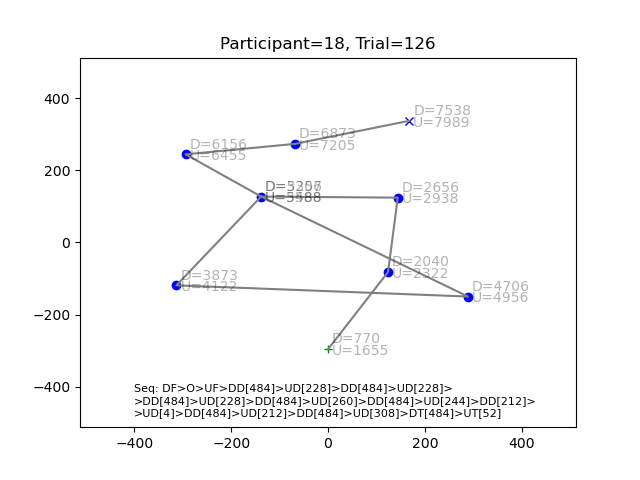 Participant=18, Trial=126
400
200
0
−200
−400
−400
−200
0
200
400
D=7538
U=7989
D=6873
U=7205
D=6156
U=6455
D=2656
U=2938
D=2040
U=2322
D=3873
U=4122
D=4706
U=4956
D=770
U=1655
Seq: DF>O>UF>DD[484]>UD[228]>DD[484]>UD[228]>
>DD[484]>UD[228]>DD[484]>UD[260]>DD[484]>UD[244]>DD[212]>
>UD[4]>DD[484]>UD[212]>DD[484]>UD[308]>DT[484]>UT[52]